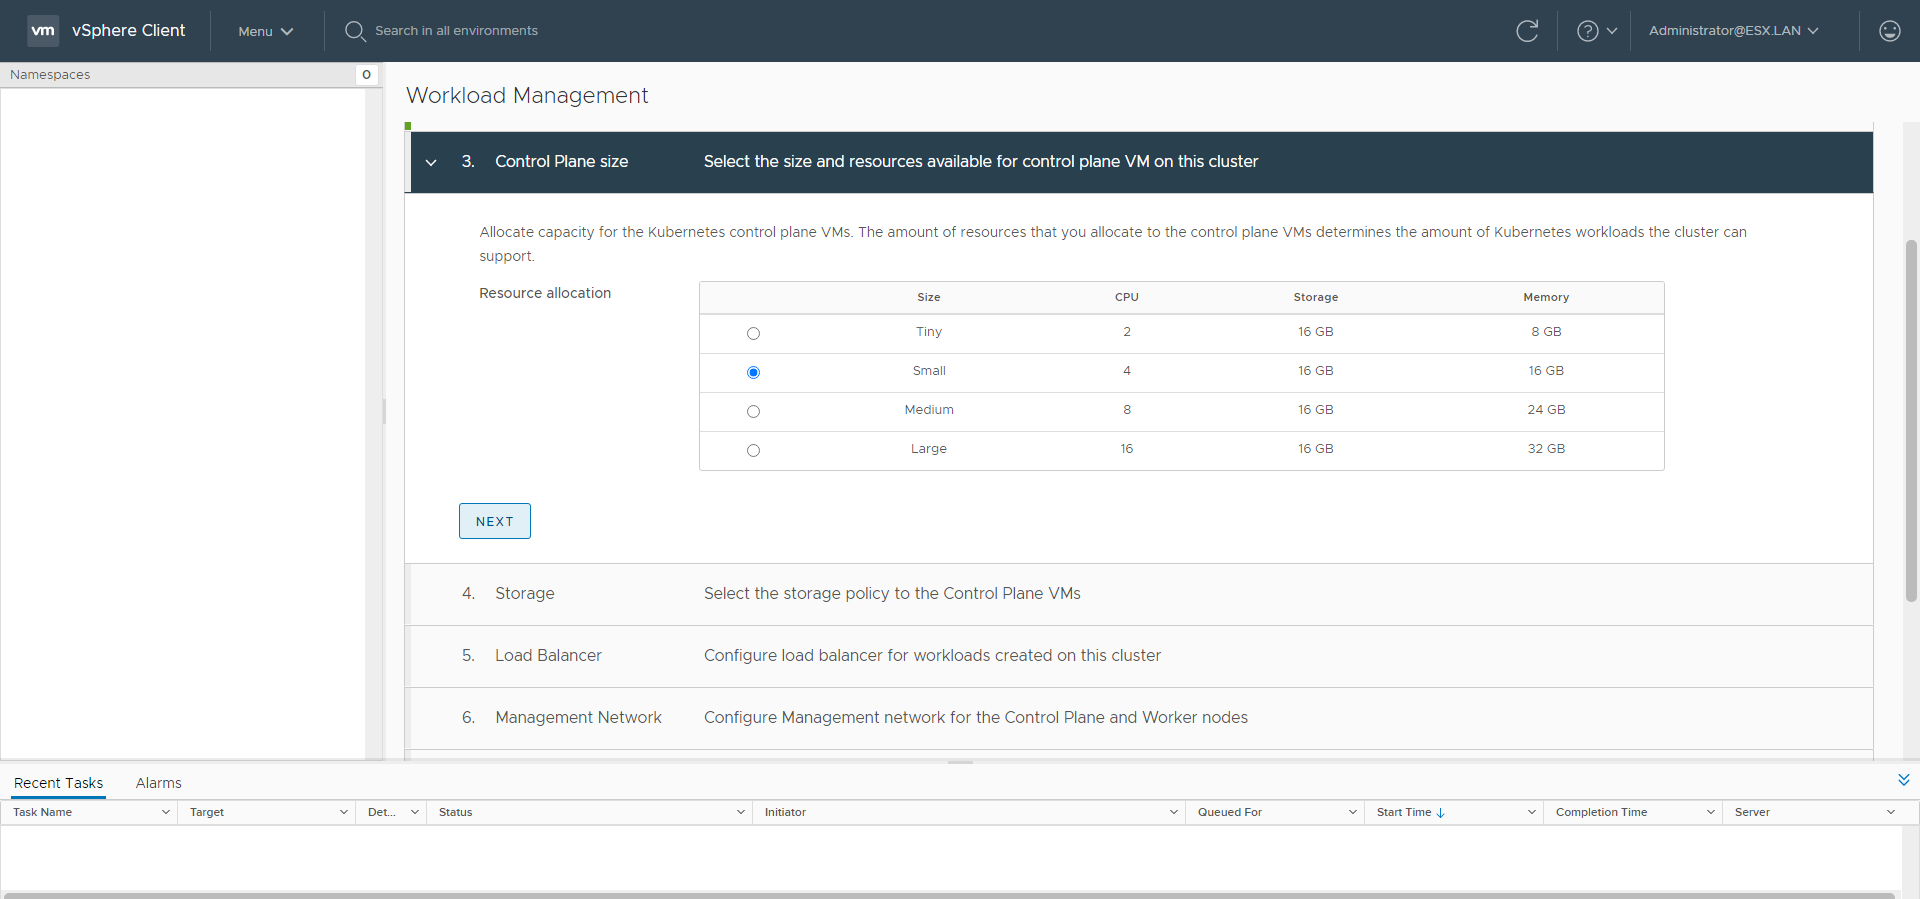 vm vSphere Client Menu Search in all environments Administrator@ESX.LAN
Namespaces 0
Workload Management
3. Control Plane size Select the size and resources available for control plane VM on this cluster
Allocate capacity for the Kubernetes control plane VMs. The amount of resources that you allocate to the control plane VMs determines the amount of Kubernetes workloads the cluster can
support.
Resource allocation
Size CPU Storage Memory
Tiny 2 16 GB 8 GB
Small 4 16 GB 16 GB
Medium 8 16 GB 24 GB
Large 16 16 GB 32 GB
NEXT
4. Storage Select the storage policy to the Control Plane VMs
5. Load Balancer Configure load balancer for workloads created on this cluster
6. Management Network Configure Management network for the Control Plane and Worker nodes
Recent Tasks Alarms
Task Name Target Det... Status Initiator Queued For Start Time Completion Time Server